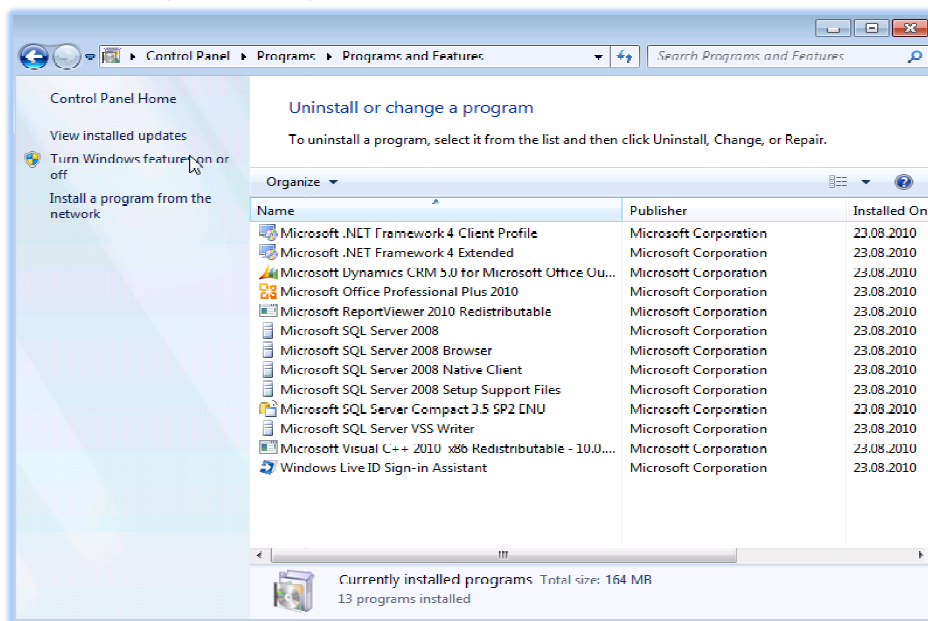 Control Panel Programs Programs and Features Search Programs and Features
Control Panel Home
View installed updates
Turn Windows features on or
off
Install a program from the
network
Uninstall or change a program
To uninstall a program, select it from the list and then click Uninstall, Change, or Repair.
Organize
Name Publisher Installed On
Microsoft .NET Framework 4 Client Profile Microsoft Corporation 23.08.2010
Microsoft .NET Framework 4 Extended Microsoft Corporation 23.08.2010
Microsoft Dynamics CRM 5.0 for Microsoft Office Ou... Microsoft Corporation 23.08.2010
Microsoft Office Professional Plus 2010 Microsoft Corporation 23.08.2010
Microsoft ReportViewer 2010 Redistributable Microsoft Corporation 23.08.2010
Microsoft SQL Server 2008 Microsoft Corporation 23.08.2010
Microsoft SQL Server 2008 Browser Microsoft Corporation 23.08.2010
Microsoft SQL Server 2008 Native Client Microsoft Corporation 23.08.2010
Microsoft SQL Server 2008 Setup Support Files Microsoft Corporation 23.08.2010
Microsoft SQL Server Compact 3.5 SP2 ENU Microsoft Corporation 23.08.2010
Microsoft SQL Server VSS Writer Microsoft Corporation 23.08.2010
Microsoft Visual C++ 2010 x86 Redistributable - 10.0.... Microsoft Corporation 23.08.2010
Windows Live ID Sign-in Assistant Microsoft Corporation 23.08.2010
Currently installed programs Total size: 164 MB
13 programs installed